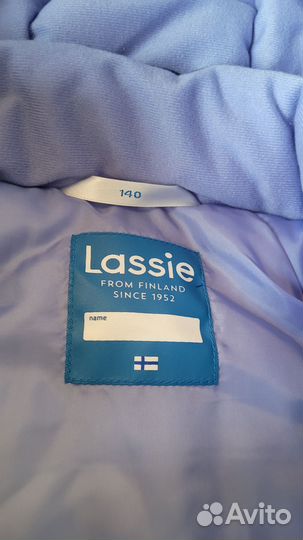 140
Lassie
FROM FINLAND
SINCE 1952
name
Avito